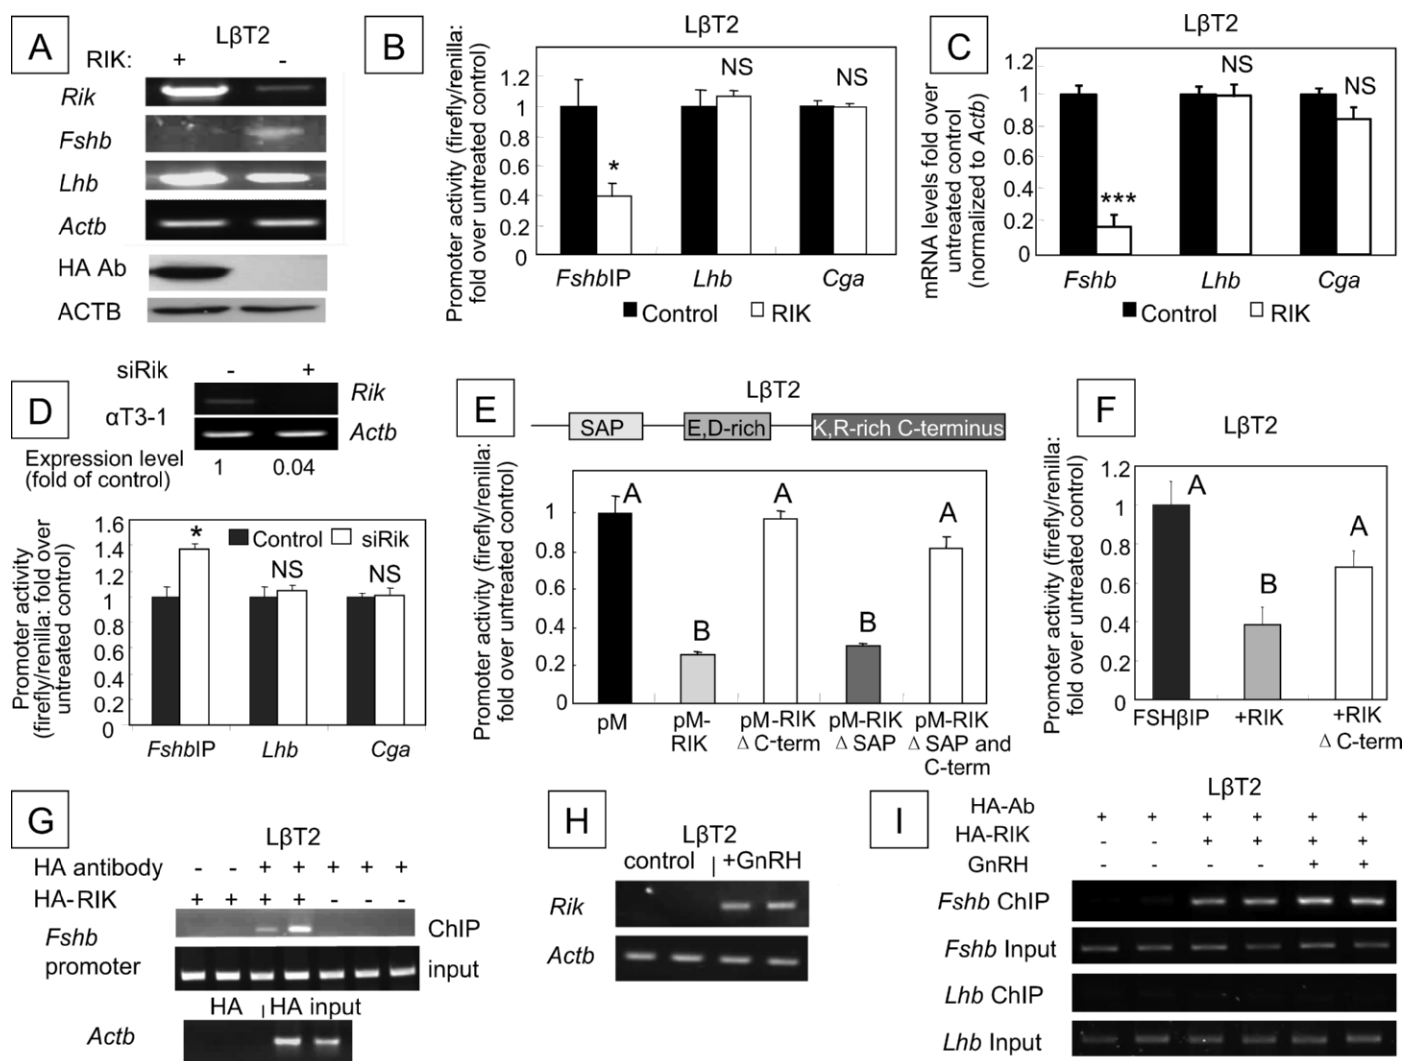 A
LβT2
RIK: + -
Rik
Fshb
Lhb
Actb
HA Ab
ACTB
B
LβT2
Promoter activity (firefly/renilla:
fold over untreated control)
1.2
1
0.8
0.6
0.4
0.2
0
*
NS
NS
FshbIP Lhb Cga
Control RIK
C
LβT2
mRNA levels fold over
untreated control
(normalized to Actb)
1.2
1
0.8
0.6
0.4
0.2
0
***
NS
NS
Fshb Lhb Cga
Control RIK
D
siRik - +
αT3-1
Rik
Actb
Expression level
(fold of control)
1 0.04
Promoter activity
(firefly/renilla: fold over
untreated control)
1.6
1.4
1.2
1
0.8
0.6
0.4
0.2
0
Control siRik
*
NS
NS
FshbIP Lhb Cga
E
LβT2
SAP E,D-rich K,R-rich C-terminus
Promoter activity (firefly/renilla:
fold over untreated control)
1.2
1
0.8
0.6
0.4
0.2
0
A B A B A
pM pM- pM-RIK pM-RIK pM-RIK
RIK Δ C-term Δ SAP Δ SAP and
C-term
F
LβT2
Promoter activity (firefly/renilla:
fold over untreated control)
1.2
1
0.8
0.6
0.4
0.2
0
A B A
FSHβIP +RIK +RIK
Δ C-term
G
LβT2
HA antibody - - + + + + +
HA-RIK + + + + - - -
Fshb
promoter
ChIP
input
HA HA input
Actb
H
LβT2
control +GnRH
Rik
Actb
I
LβT2
HA-Ab + + + + + +
HA-RIK - - + + + +
GnRH - - - - + +
Fshb ChIP
Fshb Input
Lhb ChIP
Lhb Input